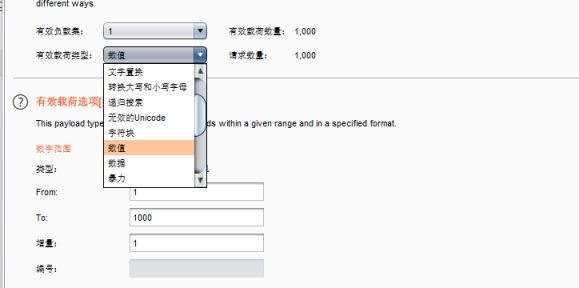 different ways.
有效负载集： 1 有效载荷数量： 1,000
有效载荷类型： 数值 请求数量： 1,000
文字置换
转换大写和小写字母
递归搜索
无效的Unicode
字符块
数值
数据
暴力
? 有效载荷选项[
This payload type ds within a given range and in a specified format.
数字范围
类型：
From: 1
To: 1000
增量： 1
编号：